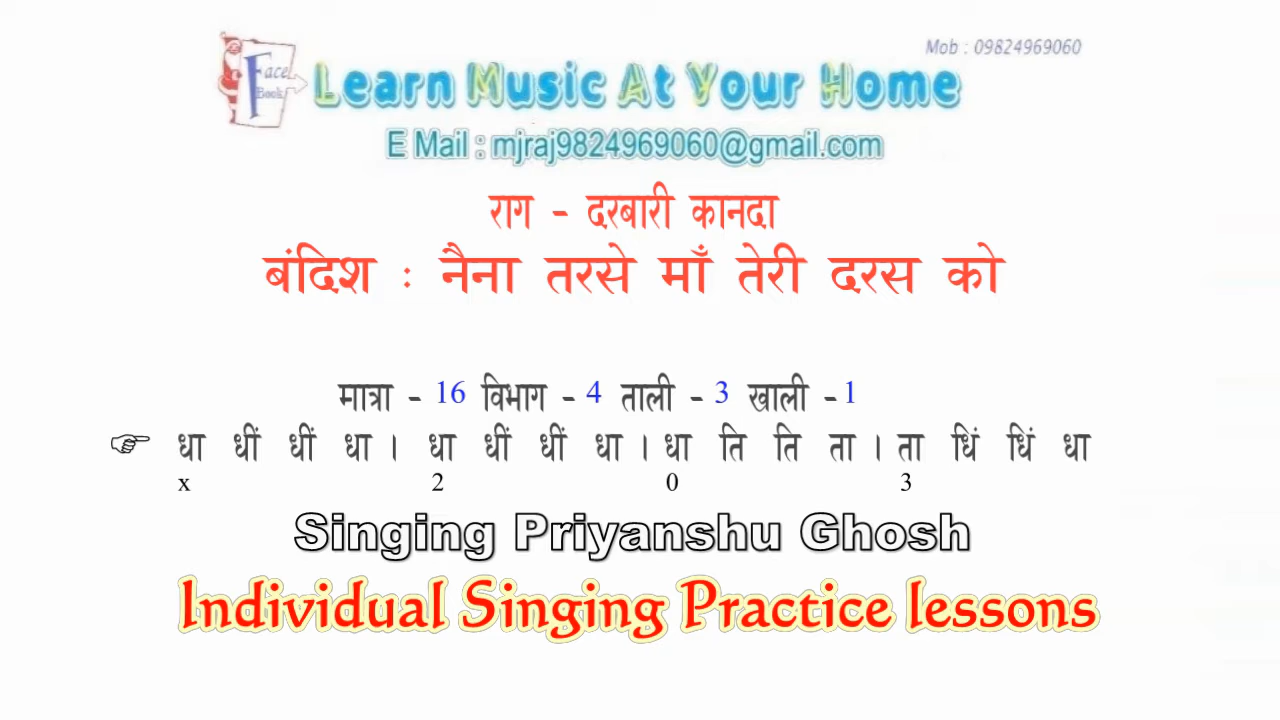 Mob : 09824969060
Face Book
Learn Music At Your Home
E Mail : mjraj9824969060@gmail.com
राग - दरबारी कानदा
बंदिश : नैना तरसे माँ तेरी दरस को
मात्रा - 16 विभाग - 4 ताली - 3 खाली - 1
☞ धा धीं धीं धा । धा धीं धीं धा । धा ति ति ता । ता धिं धिं धा
x 2 0 3
Singing Priyanshu Ghosh
Individual Singing Practice lessons